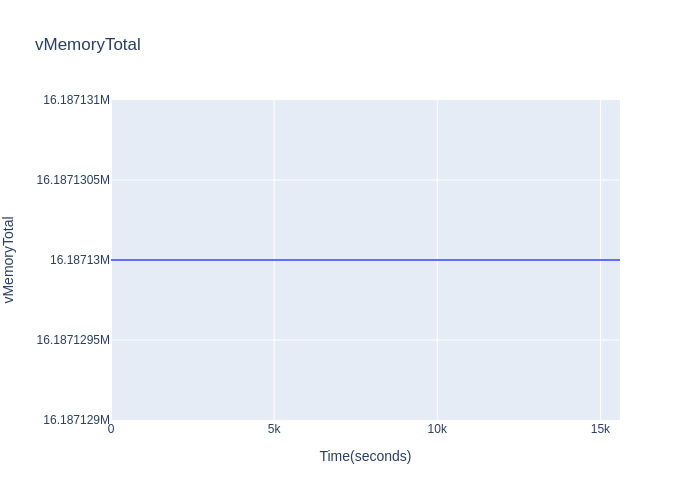 vMemoryTotal
16.187131M
16.1871305M
16.18713M
16.1871295M
16.187129M
vMemoryTotal
0
5k
10k
15k
Time(seconds)